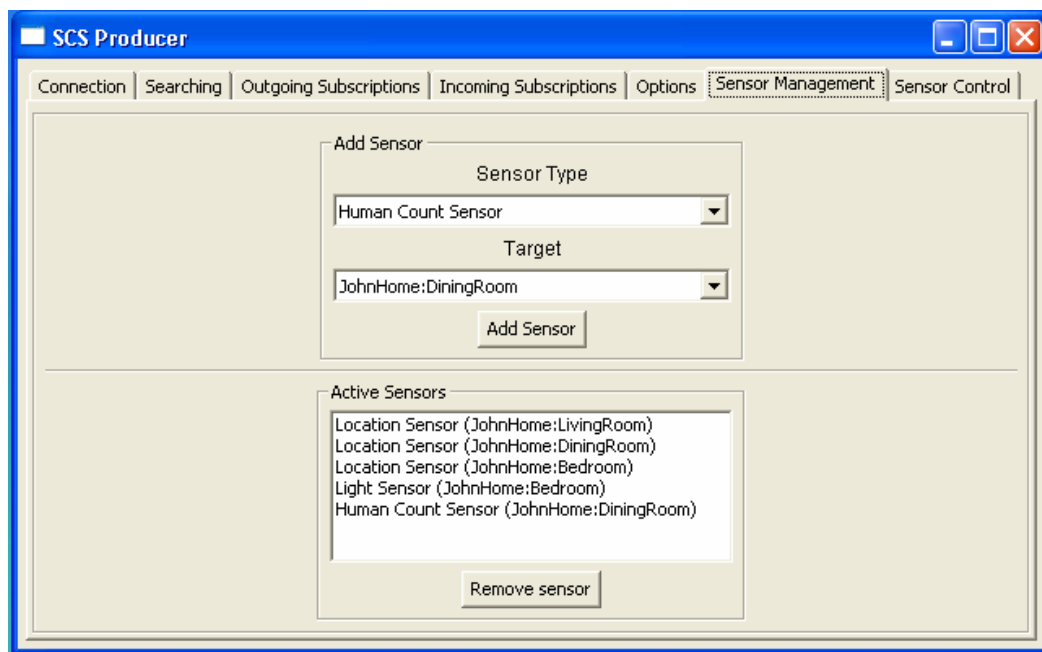 SCS Producer
Connection Searching Outgoing Subscriptions Incoming Subscriptions Options Sensor Management Sensor Control
Add Sensor
Sensor Type
Human Count Sensor
Target
JohnHome:DiningRoom
Add Sensor
Active Sensors
Location Sensor (JohnHome:LivingRoom)
Location Sensor (JohnHome:DiningRoom)
Location Sensor (JohnHome:Bedroom)
Light Sensor (JohnHome:Bedroom)
Human Count Sensor (JohnHome:DiningRoom)
Remove sensor